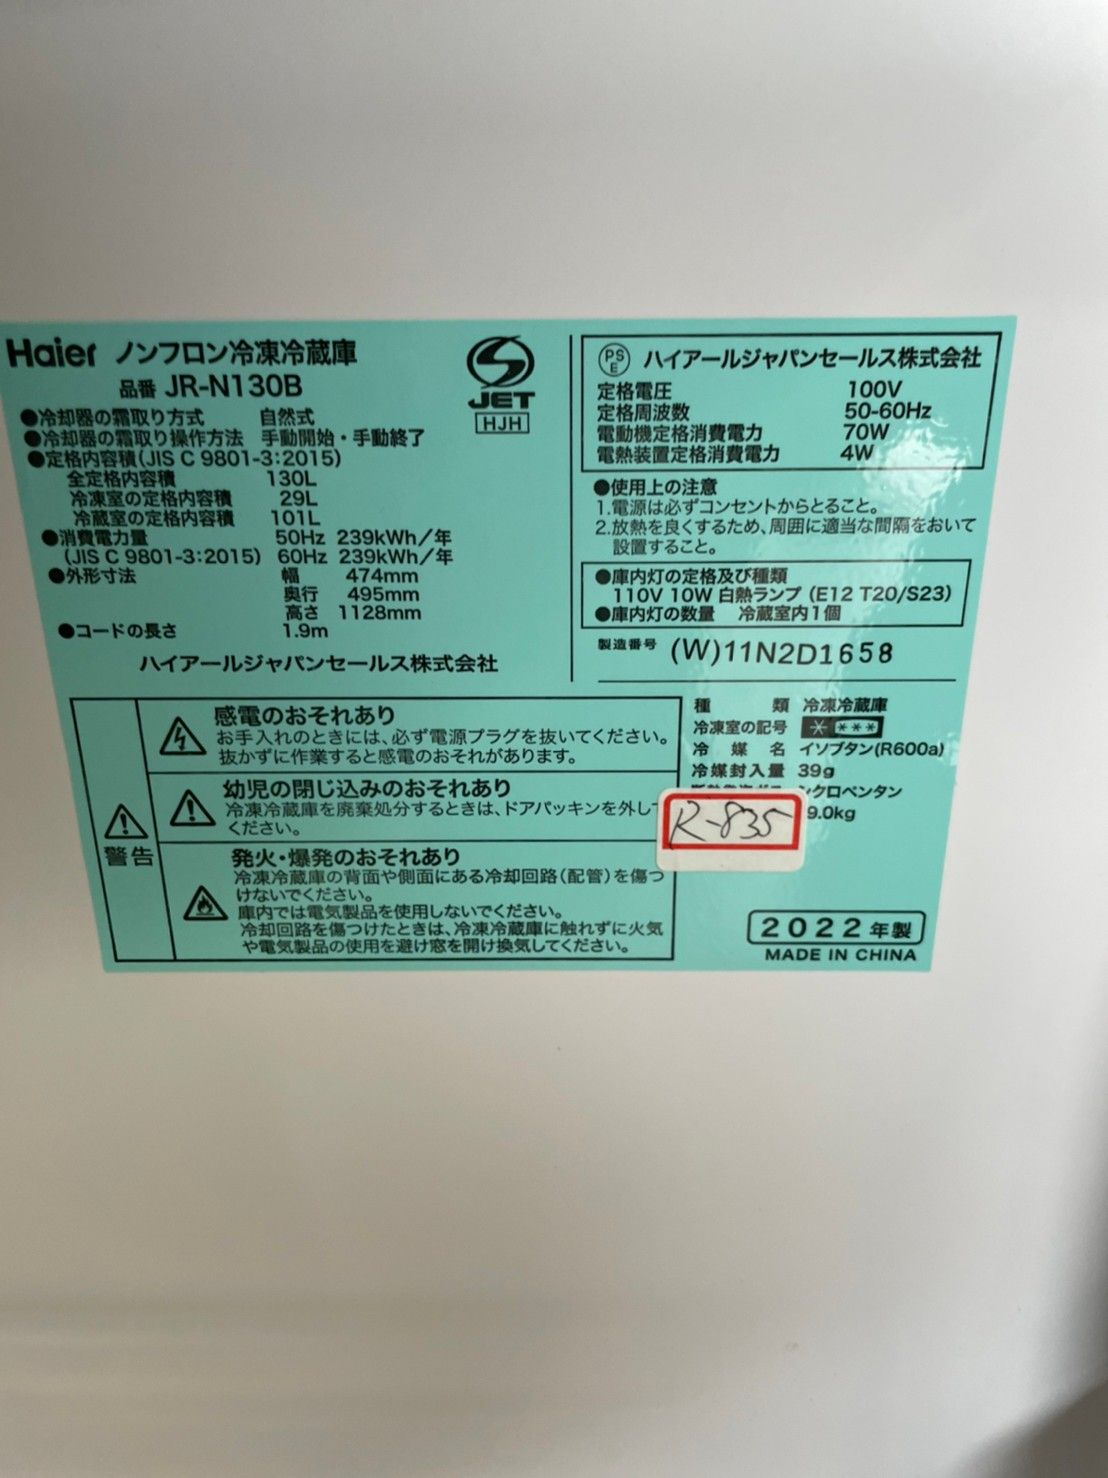 Haier ノンフロン冷凍冷蔵庫
品番 JR-N130B
●冷却器の霜取り方式 自然式
●冷却器の霜取り操作方法 手動開始・手動終了
●定格内容積(JIS C 9801-3:2015)
全定格内容積 130L
冷凍室の定格内容積 29L
冷蔵室の定格内容積 101L
●消費電力量 50Hz 239kWh/年
(JIS C 9801-3:2015) 60Hz 239kWh/年
●外形寸法 幅 474mm
奥行 495mm
高さ 1128mm
●コードの長さ 1.9m
ハイアールジャパンセールス株式会社
JET
HJH
PS
E
ハイアールジャパンセールス株式会社
定格電圧 100V
定格周波数 50-60Hz
電動機定格消費電力 70W
電熱装置定格消費電力 4W
●使用上の注意
1.電源は必ずコンセントからとること。
2.放熱を良くするため、周囲に適当な間隔をおいて
設置すること。
●庫内灯の定格及び種類
110V 10W 白熱ランプ (E12 T20/S23)
●庫内灯の数量 冷蔵室内1個
製造番号 (W)11N2D1658
警告
感電のおそれあり
お手入れのときには、必ず電源プラグを抜いてください。
抜かずに作業すると感電のおそれがあります。
幼児の閉じ込みのおそれあり
冷凍冷蔵庫を廃棄処分するときは、ドアパッキンを外し
ください。
発火・爆発のおそれあり
冷凍冷蔵庫の背面や側面にある冷却回路(配管)を傷つ
けないでください。
庫内では電気製品を使用しないでください。
冷却回路を傷つけたときは、冷凍冷蔵庫に触れずに火気
や電気製品の使用を避け窓を開け換気してください。
種類 冷凍冷蔵庫
冷凍室の記号 * ***
冷媒名 イソブタン(R600a)
冷媒封入量 39g
クロペンタン
9.0kg
R-835
2022年製
MADE IN CHINA